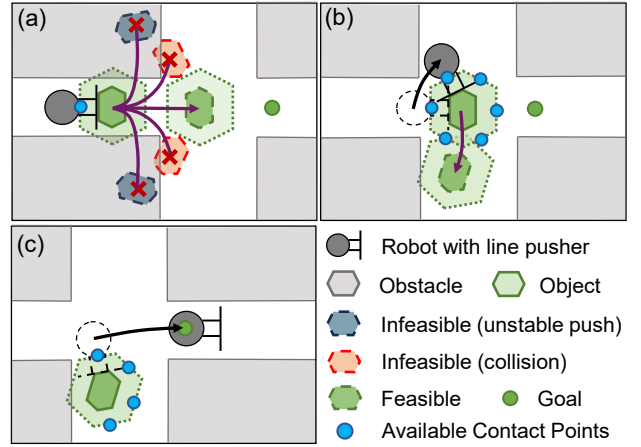 (a)
(b)
(c)
Robot with line pusher
Obstacle Object
Infeasible (unstable push)
Infeasible (collision)
Feasible Goal
Available Contact Points